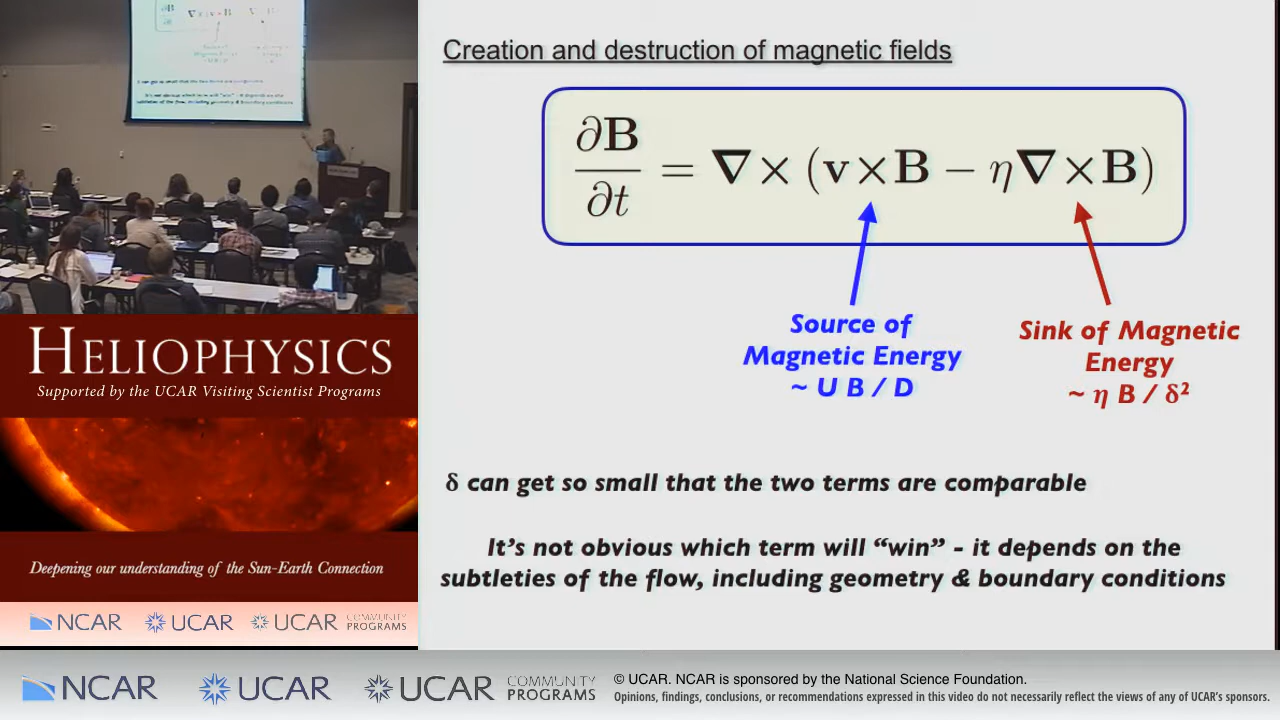 Creation and destruction of magnetic fields
∂B/∂t = ∇× (v×B − η∇×B)
Source of
Magnetic Energy
~ U B / D
Sink of Magnetic
Energy
~ η B / δ²
δ can get so small that the two terms are comparable
It's not obvious which term will “win” - it depends on the
subtleties of the flow, including geometry & boundary conditions
HELIOPHYSICS
Supported by the UCAR Visiting Scientist Programs
Deepening our understanding of the Sun-Earth Connection
NCAR UCAR UCAR COMMUNITY PROGRAMS
NCAR UCAR UCAR COMMUNITY PROGRAMS
© UCAR. NCAR is sponsored by the National Science Foundation.
Opinions, findings, conclusions, or recommendations expressed in this video do not necessarily reflect the views of any of UCAR's sponsors.